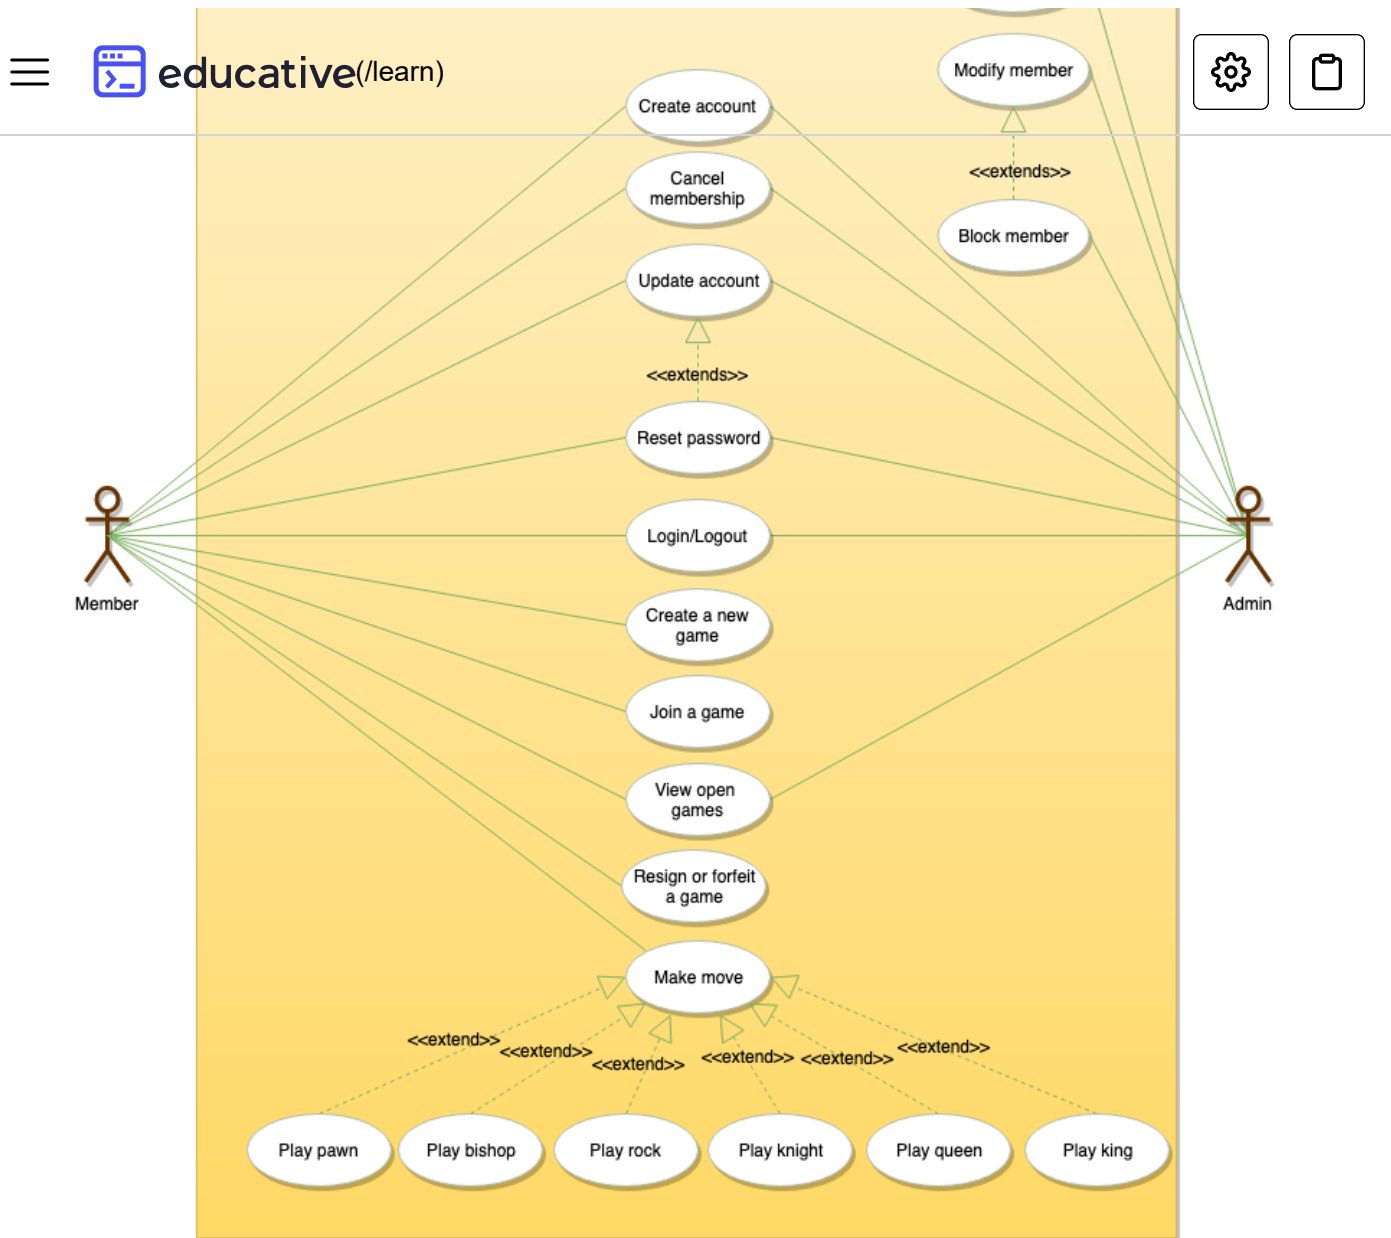 educative(/learn)
Modify member
Create account
<<extends>>
Cancel
membership
Block member
Update account
<<extends>>
Reset password
Login/Logout
Member
Admin
Create a new
game
Join a game
View open
games
Resign or forfeit
a game
Make move
<<extend>>
<<extend>>
<<extend>>
<<extend>>
<<extend>>
<<extend>>
Play pawn
Play bishop
Play rock
Play knight
Play queen
Play king